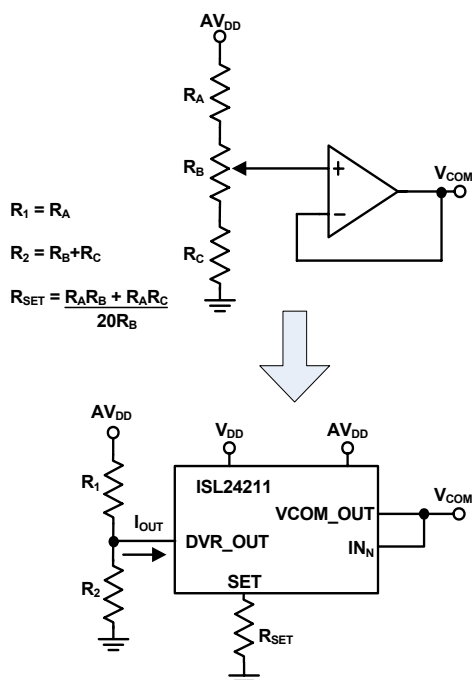 AVDD
RA
RB
RC
+
−
VCOM
R1 = RA
R2 = RB+RC
RSET = RARB + RARC
20RB
AVDD
R1
R2
IOUT
VDD
AVDD
ISL24211
VCOM_OUT
DVR_OUT
INN
SET
VCOM
RSET